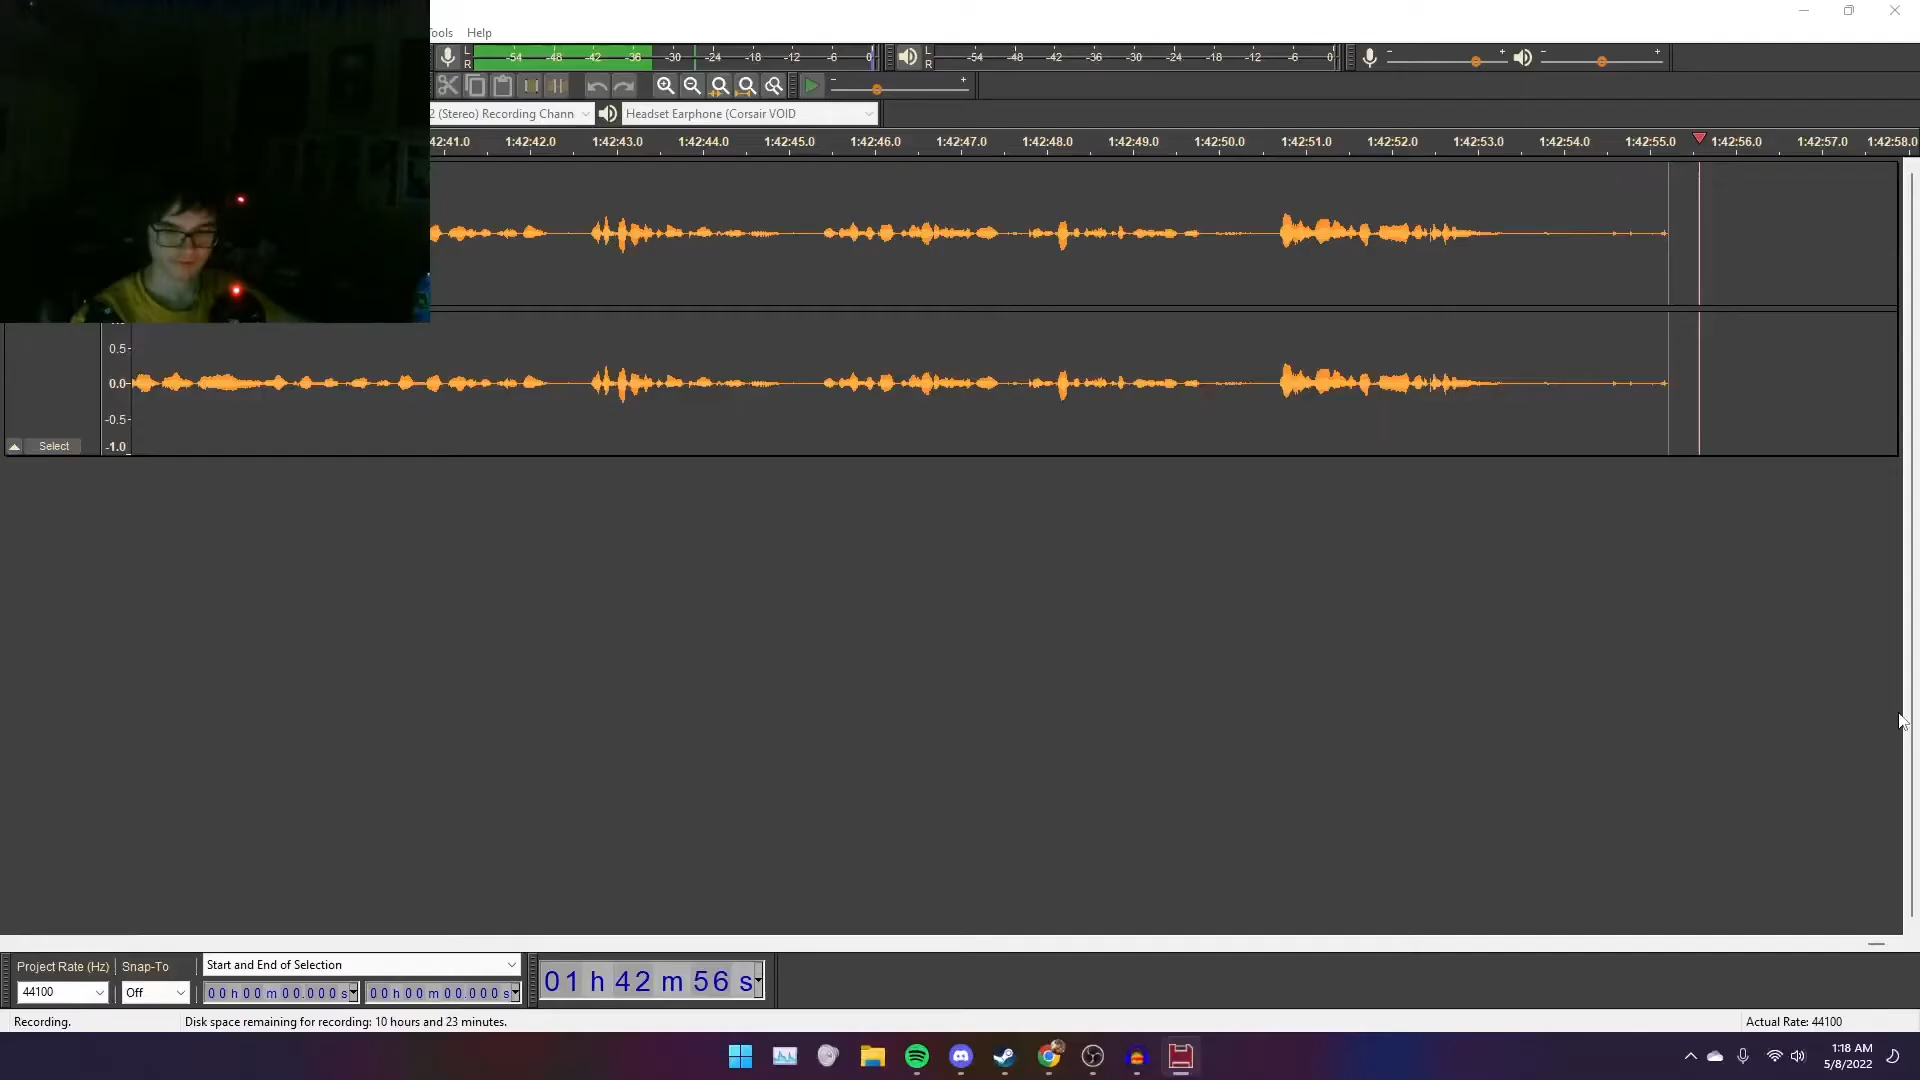 ools Help
L R -54 -48 -42 -36 -30 -24 -18 -12 -6 0 L R -54 -48 -42 -36 -30 -24 -18 -12 -6 0 - + - +
- +
2 (Stereo) Recording Chann Headset Earphone (Corsair VOID
42:41.0 1:42:42.0 1:42:43.0 1:42:44.0 1:42:45.0 1:42:46.0 1:42:47.0 1:42:48.0 1:42:49.0 1:42:50.0 1:42:51.0 1:42:52.0 1:42:53.0 1:42:54.0 1:42:55.0 1:42:56.0 1:42:57.0 1:42:58.0
0.5
0.0
-0.5
Select -1.0
Project Rate (Hz) Snap-To Start and End of Selection
44100 Off 00 h 00 m 00.000 s 00 h 00 m 00.000 s 01 h 42 m 56 s
Recording. Disk space remaining for recording: 10 hours and 23 minutes. Actual Rate: 44100
1:18 AM
5/8/2022